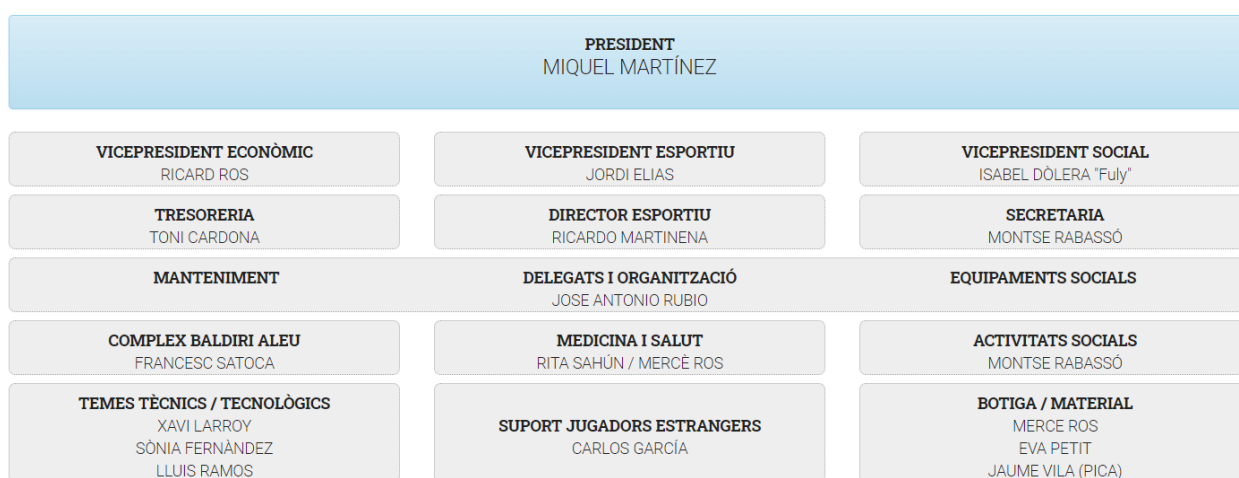 PRESIDENT
MIQUEL MARTÍNEZ
VICEPRESIDENT ECONÒMIC
RICARD ROS
VICEPRESIDENT ESPORTIU
JORDI ELIAS
VICEPRESIDENT SOCIAL
ISABEL DÒLERA "Fuly"
TRESORERIA
TONI CARDONA
DIRECTOR ESPORTIU
RICARDO MARTINENA
SECRETARIA
MONTSE RABASSÓ
MANTENIMENT
DELEGATS I ORGANITZACIÓ
JOSE ANTONIO RUBIO
EQUIPAMENTS SOCIALS
COMPLEX BALDIRI ALEU
FRANCESC SATOCA
MEDICINA I SALUT
RITA SAHÚN / MERCÈ ROS
ACTIVITATS SOCIALS
MONTSE RABASSÓ
TEMES TÈCNICS / TECNOLÒGICS
XAVI LARROY
SÒNIA FERNÀNDEZ
LLUIS RAMOS
SUPORT JUGADORS ESTRANGERS
CARLOS GARCÍA
BOTIGA / MATERIAL
MERCE ROS
EVA PETIT
JAUME VILA (PICA)